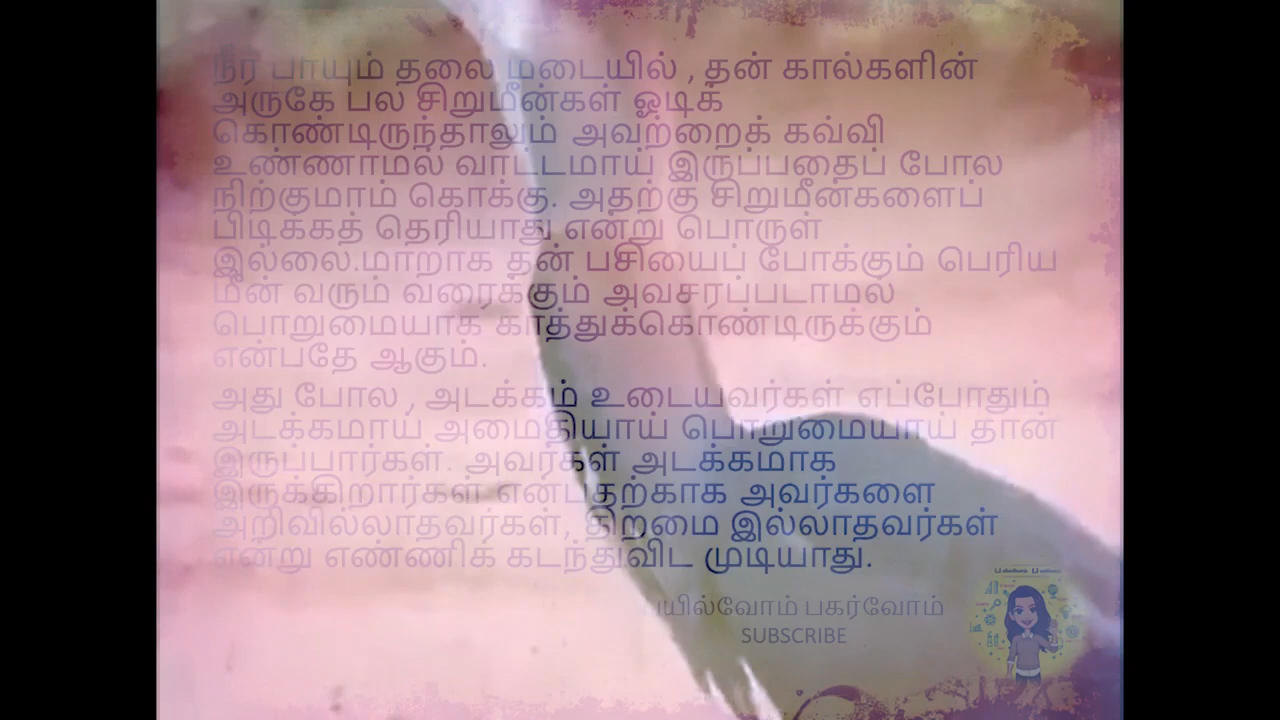 நீர் பாயும் தலை மடையில் , தன் கால்களின்
அருகே பல சிறுமீன்கள் ஓடிக்
கொண்டிருந்தாலும் அவற்றைக் கவ்வி
உண்ணாமல் வாட்டமாய் இருப்பதைப் போல
நிற்குமாம் கொக்கு. அதற்கு சிறுமீன்களைப்
பிடிக்கத் தெரியாது என்று பொருள்
இல்லை.மாறாக தன் பசியைப் போக்கும் பெரிய
மீன் வரும் வரைக்கும் அவசரப்படாமல்
பொறுமையாக காத்துக்கொண்டிருக்கும்
என்பதே ஆகும்.
அது போல , அடக்கம் உடையவர்கள் எப்போதும்
அடக்கமாய் அமைதியாய் பொறுமையாய் தான்
இருப்பார்கள். அவர்கள் அடக்கமாக
இருக்கிறார்கள் என்பதற்காக அவர்களை
அறிவில்லாதவர்கள், திறமை இல்லாதவர்கள்
என்று எண்ணிக் கடந்துவிட முடியாது.
பயில்வோம் பகர்வோம்
SUBSCRIBE